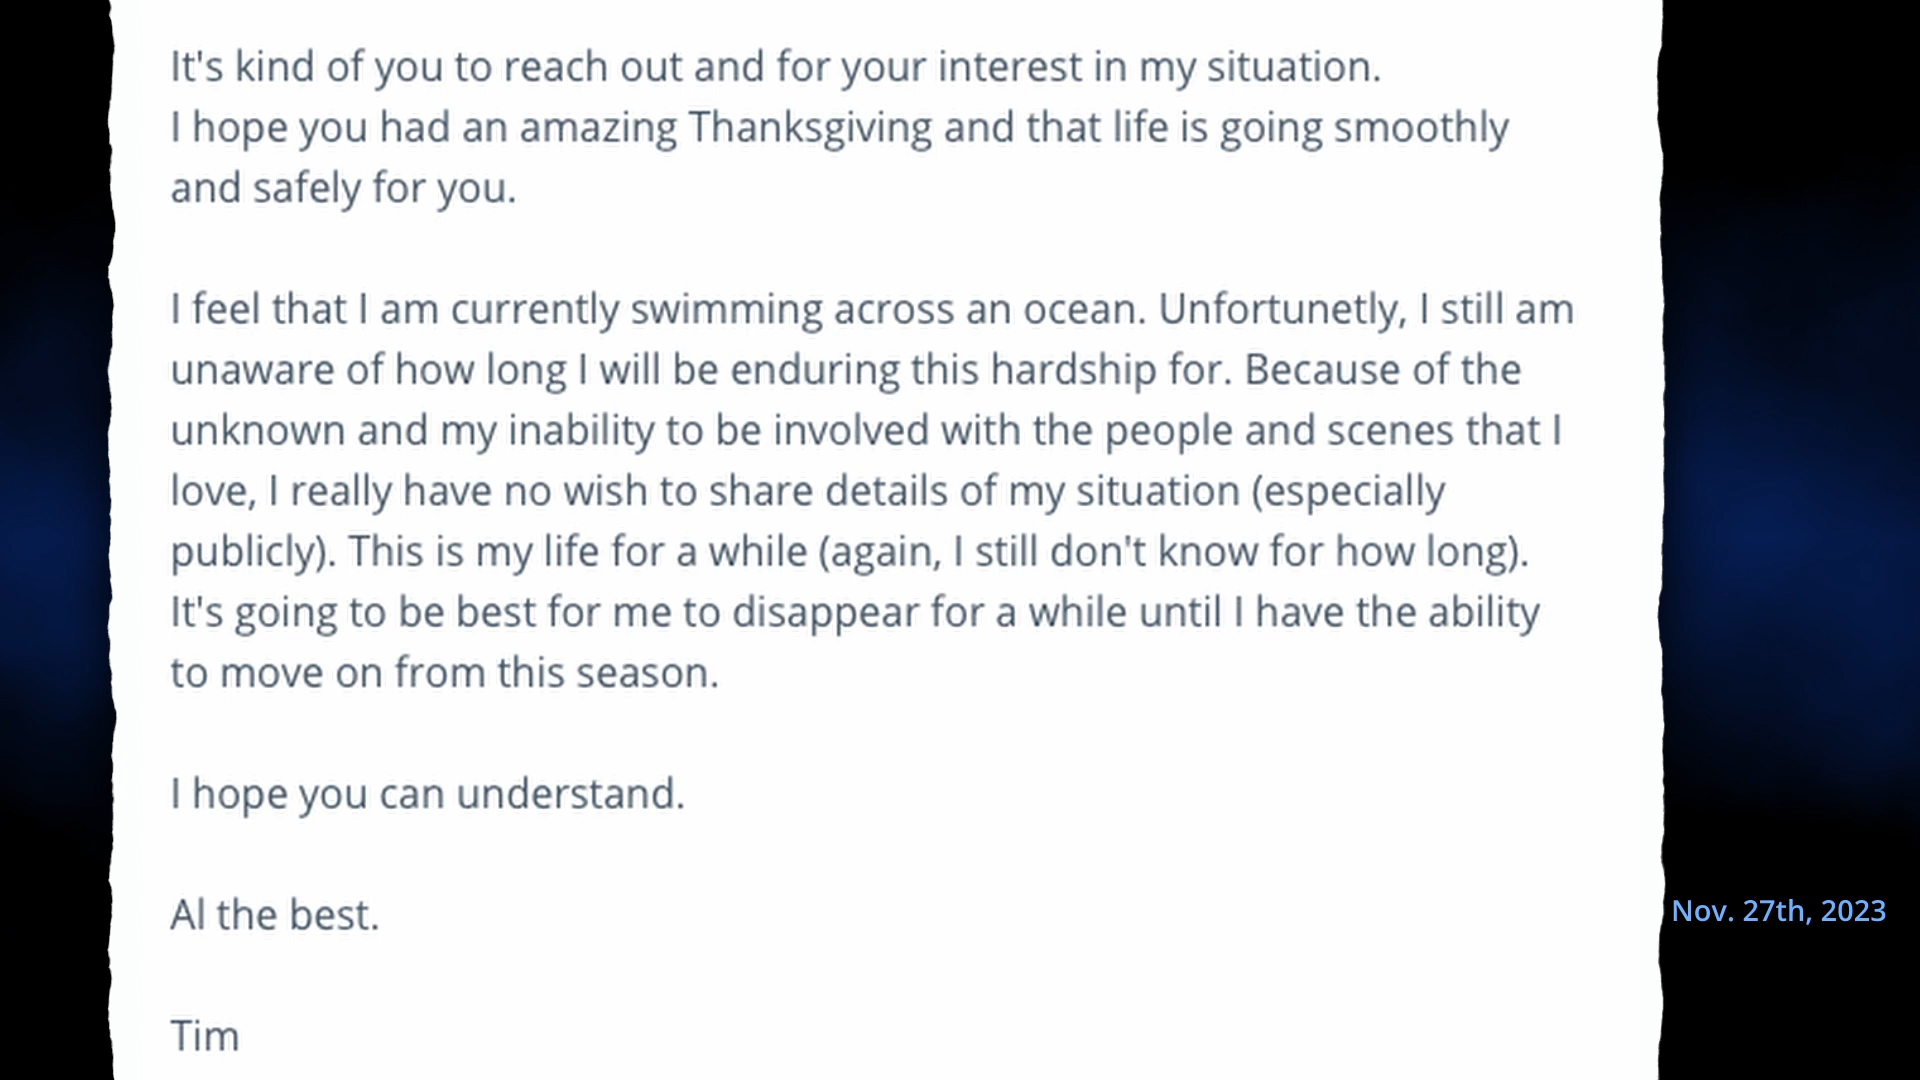 It's kind of you to reach out and for your interest in my situation.
I hope you had an amazing Thanksgiving and that life is going smoothly
and safely for you.
I feel that I am currently swimming across an ocean. Unfortunetly, I still am
unaware of how long I will be enduring this hardship for. Because of the
unknown and my inability to be involved with the people and scenes that I
love, I really have no wish to share details of my situation (especially
publicly). This is my life for a while (again, I still don't know for how long).
It's going to be best for me to disappear for a while until I have the ability
to move on from this season.
I hope you can understand.
Al the best.
Nov. 27th, 2023
Tim